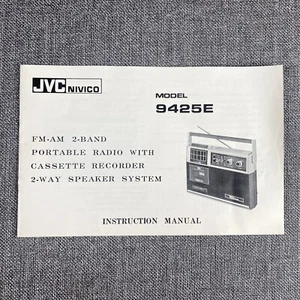 JVC NIVICO
MODEL
9425E
FM-AM 2-BAND
PORTABLE RADIO WITH
CASSETTE RECORDER
2-WAY SPEAKER SYSTEM
INSTRUCTION MANUAL